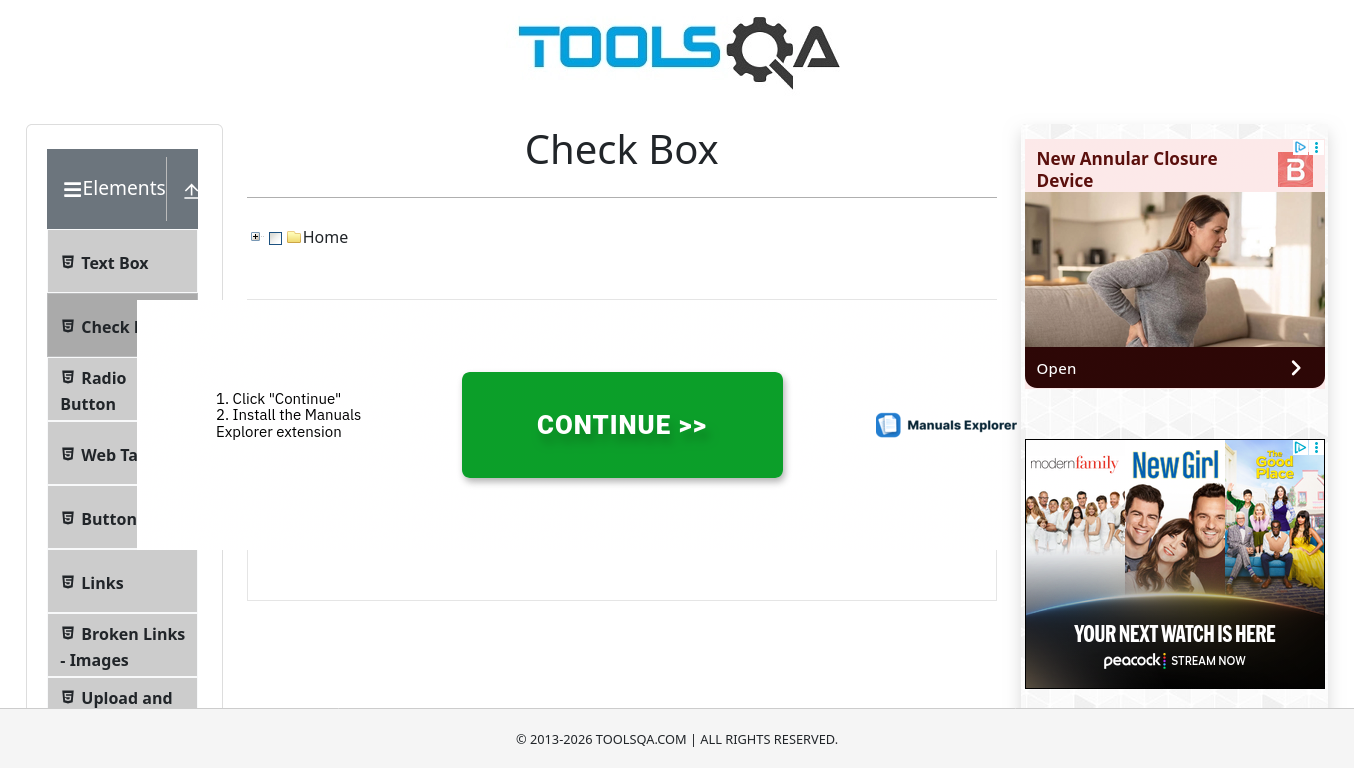 TOOLSQA
Check Box
Elements
Text Box
Check
Radio
Button
Web Ta
Button
Links
Broken Links
- Images
Upload and
Home
1. Click "Continue"
2. Install the Manuals
Explorer extension
CONTINUE >>
Manuals Explorer
New Annular Closure
Device
B
Open
modernfamily
New Girl
The
Good
Place
YOUR NEXT WATCH IS HERE
peacock
STREAM NOW
© 2013-2026 TOOLSQA.COM | ALL RIGHTS RESERVED.